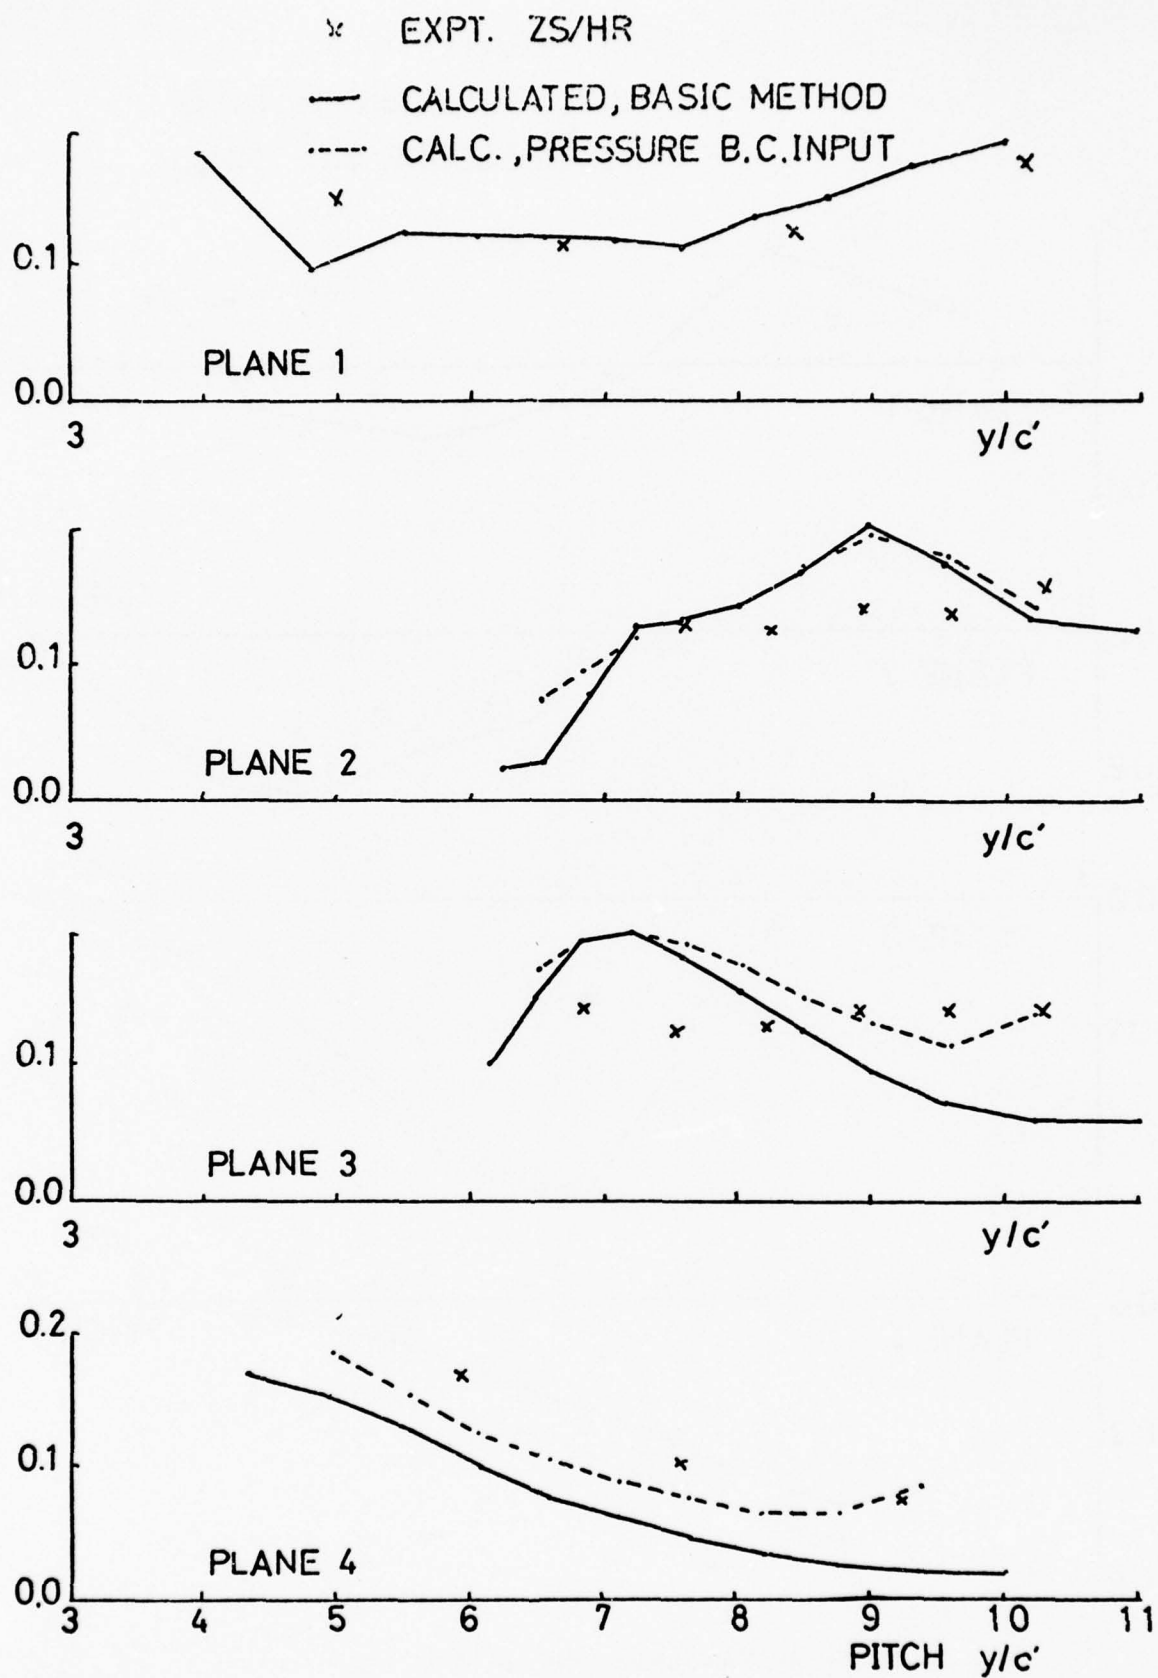 × EXPT. ZS/HR
CALCULATED, BASIC METHOD
CALC., PRESSURE B.C. INPUT
0.1
PLANE 1
0.0
3 y/c'
0.1
PLANE 2
0.0
3 y/c'
0.1
PLANE 3
0.0
3 y/c'
0.2
0.1
PLANE 4
0.0
3 4 5 6 7 8 9 10 11
PITCH y/c'